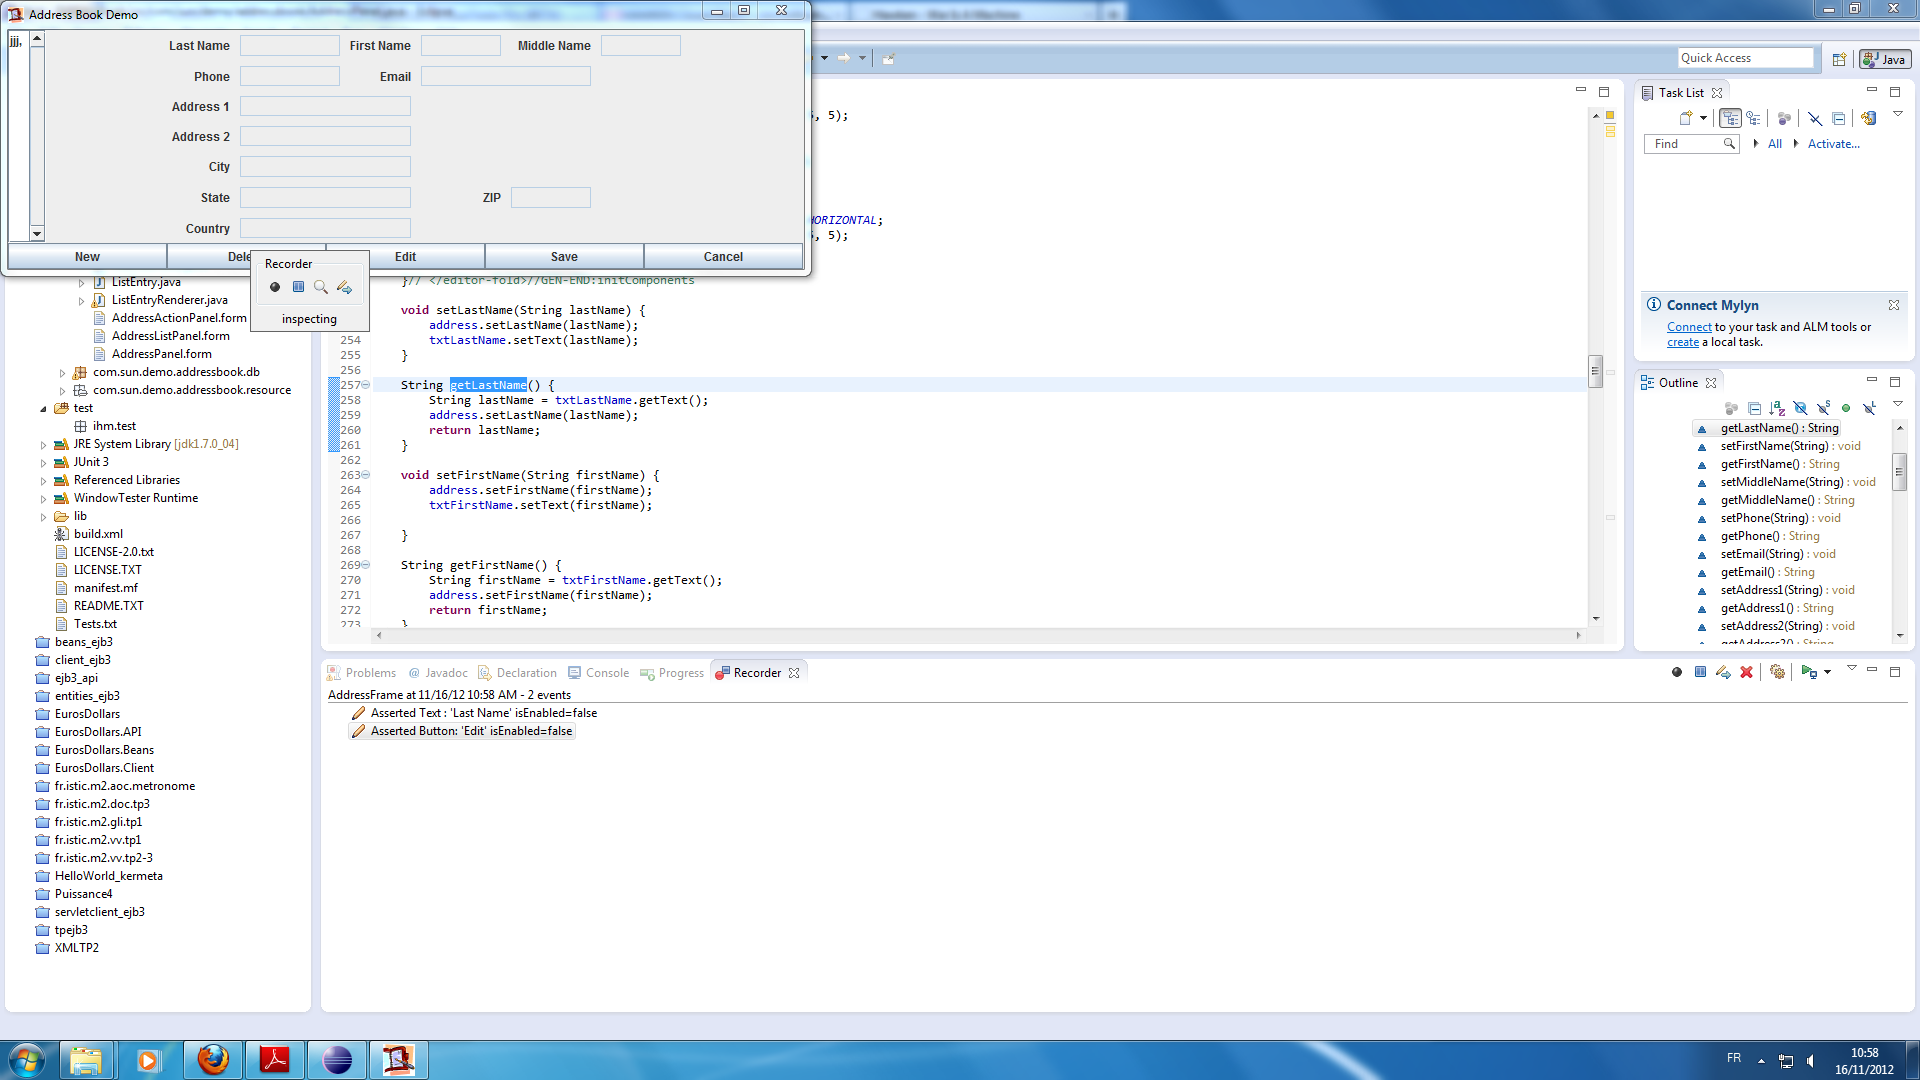 Address Book Demo
jjj,
Last Name First Name Middle Name
Phone Email
Address 1
Address 2
City
State ZIP
Country
New Dele Edit Save Cancel
Recorder
inspecting
Quick Access Java
ListEntry.java
ListEntryRenderer.java
AddressActionPanel.form
AddressListPanel.form
AddressPanel.form
com.sun.demo.addressbook.db
com.sun.demo.addressbook.resource
test
ihm.test
JRE System Library [jdk1.7.0_04]
JUnit 3
Referenced Libraries
WindowTester Runtime
lib
build.xml
LICENSE-2.0.txt
LICENSE.TXT
manifest.mf
README.TXT
Tests.txt
beans_ejb3
client_ejb3
ejb3_api
entities_ejb3
EurosDollars
EurosDollars.API
EurosDollars.Beans
EurosDollars.Client
fr.istic.m2.aoc.metronome
fr.istic.m2.doc.tp3
fr.istic.m2.gli.tp1
fr.istic.m2.vv.tp1
fr.istic.m2.vv.tp2-3
HelloWorld_kermeta
Puissance4
servletclient_ejb3
tpejb3
XMLTP2
, 5);
HORIZONTAL;
, 5);
}// </editor-fold>//GEN-END:initComponents
void setLastName(String lastName) {
address.setLastName(lastName);
254 txtLastName.setText(lastName);
255 }
256
257 String getLastName() {
258 String lastName = txtLastName.getText();
259 address.setLastName(lastName);
260 return lastName;
261 }
262
263 void setFirstName(String firstName) {
264 address.setFirstName(firstName);
265 txtFirstName.setText(firstName);
266
267 }
268
269 String getFirstName() {
270 String firstName = txtFirstName.getText();
271 address.setFirstName(firstName);
272 return firstName;
273 }
Task List
Find All Activate...
Connect Mylyn
Connect to your task and ALM tools or
create a local task.
Outline
getLastName() : String
setFirstName(String) : void
getFirstName() : String
setMiddleName(String) : void
getMiddleName() : String
setPhone(String) : void
getPhone() : String
setEmail(String) : void
getEmail() : String
setAddress1(String) : void
getAddress1() : String
setAddress2(String) : void
getAddress2() : String
Problems @ Javadoc Declaration Console Progress Recorder
AddressFrame at 11/16/12 10:58 AM - 2 events
Asserted Text : 'Last Name' isEnabled=false
Asserted Button: 'Edit' isEnabled=false
FR 10:58
16/11/2012